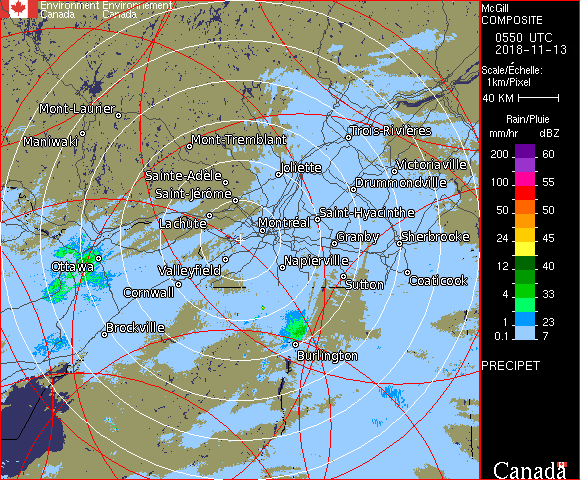 Environment Environnement
Canada Canada
McGill
COMPOSITE
0550 UTC
2018-11-13
Scale/Échelle:
1km/Pixel
40 KM
Rain/Pluie
mm/hr dBZ
200 60
100 55
50 50
24 45
12 40
4 33
1 23
0.1 7
PRECIPET
Canada
Mont-Laurier
Maniwaki
Mont-Tremblant
Trois-Rivières
Joliette
Victoriaville
Sainte-Adèle
Drummondville
Saint-Jérôme
Lachute
Saint-Hyacinthe
Montréal
Granby
Sherbrooke
Ottawa
Valleyfield
Napierville
Coaticook
Sutton
Cornwall
Brockville
Burlington